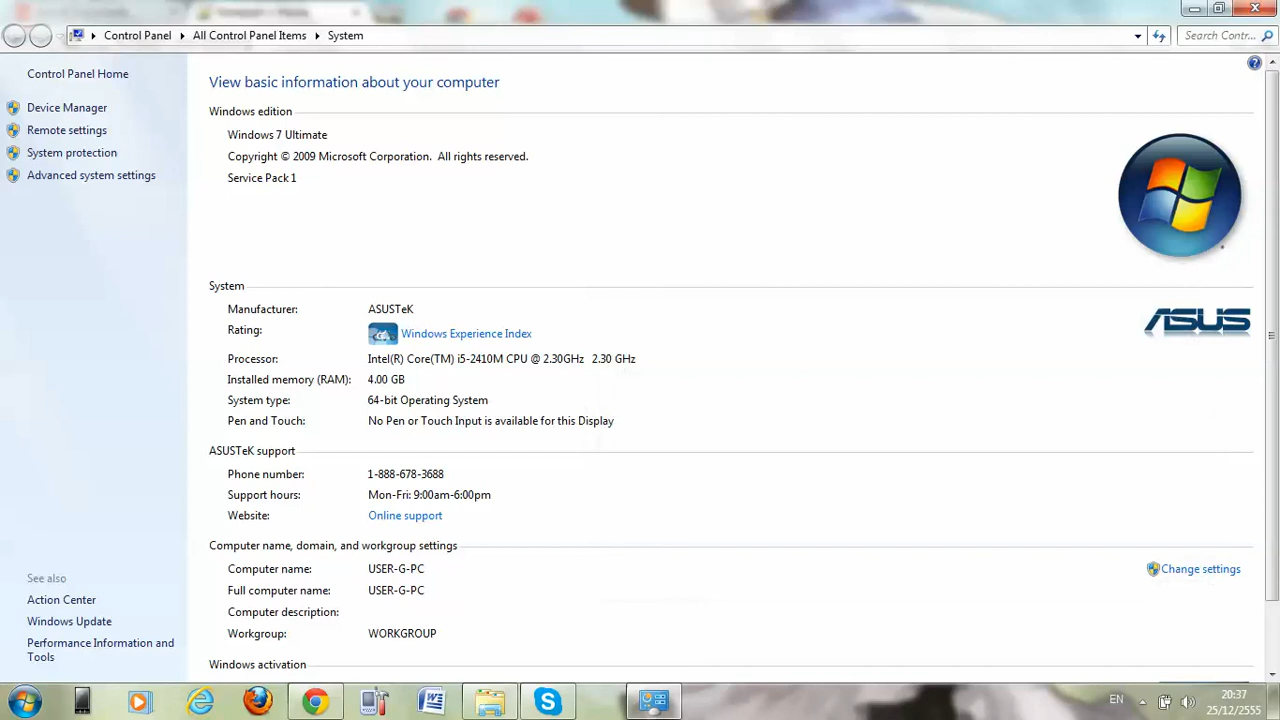 Control Panel
All Control Panel Items
System
Search Contr...
Control Panel Home
Device Manager
Remote settings
System protection
Advanced system settings
View basic information about your computer
Windows edition
Windows 7 Ultimate
Copyright © 2009 Microsoft Corporation. All rights reserved.
Service Pack 1
System
Manufacturer: ASUSTeK
Rating: Windows Experience Index
Processor: Intel(R) Core(TM) i5-2410M CPU @ 2.30GHz 2.30 GHz
Installed memory (RAM): 4.00 GB
System type: 64-bit Operating System
Pen and Touch: No Pen or Touch Input is available for this Display
ASUS
ASUSTeK support
Phone number: 1-888-678-3688
Support hours: Mon-Fri: 9:00am-6:00pm
Website: Online support
Computer name, domain, and workgroup settings
Computer name: USER-G-PC
Change settings
Full computer name: USER-G-PC
Computer description:
Workgroup: WORKGROUP
Windows activation
See also
Action Center
Windows Update
Performance Information and
Tools
EN
20:37
25/12/2555